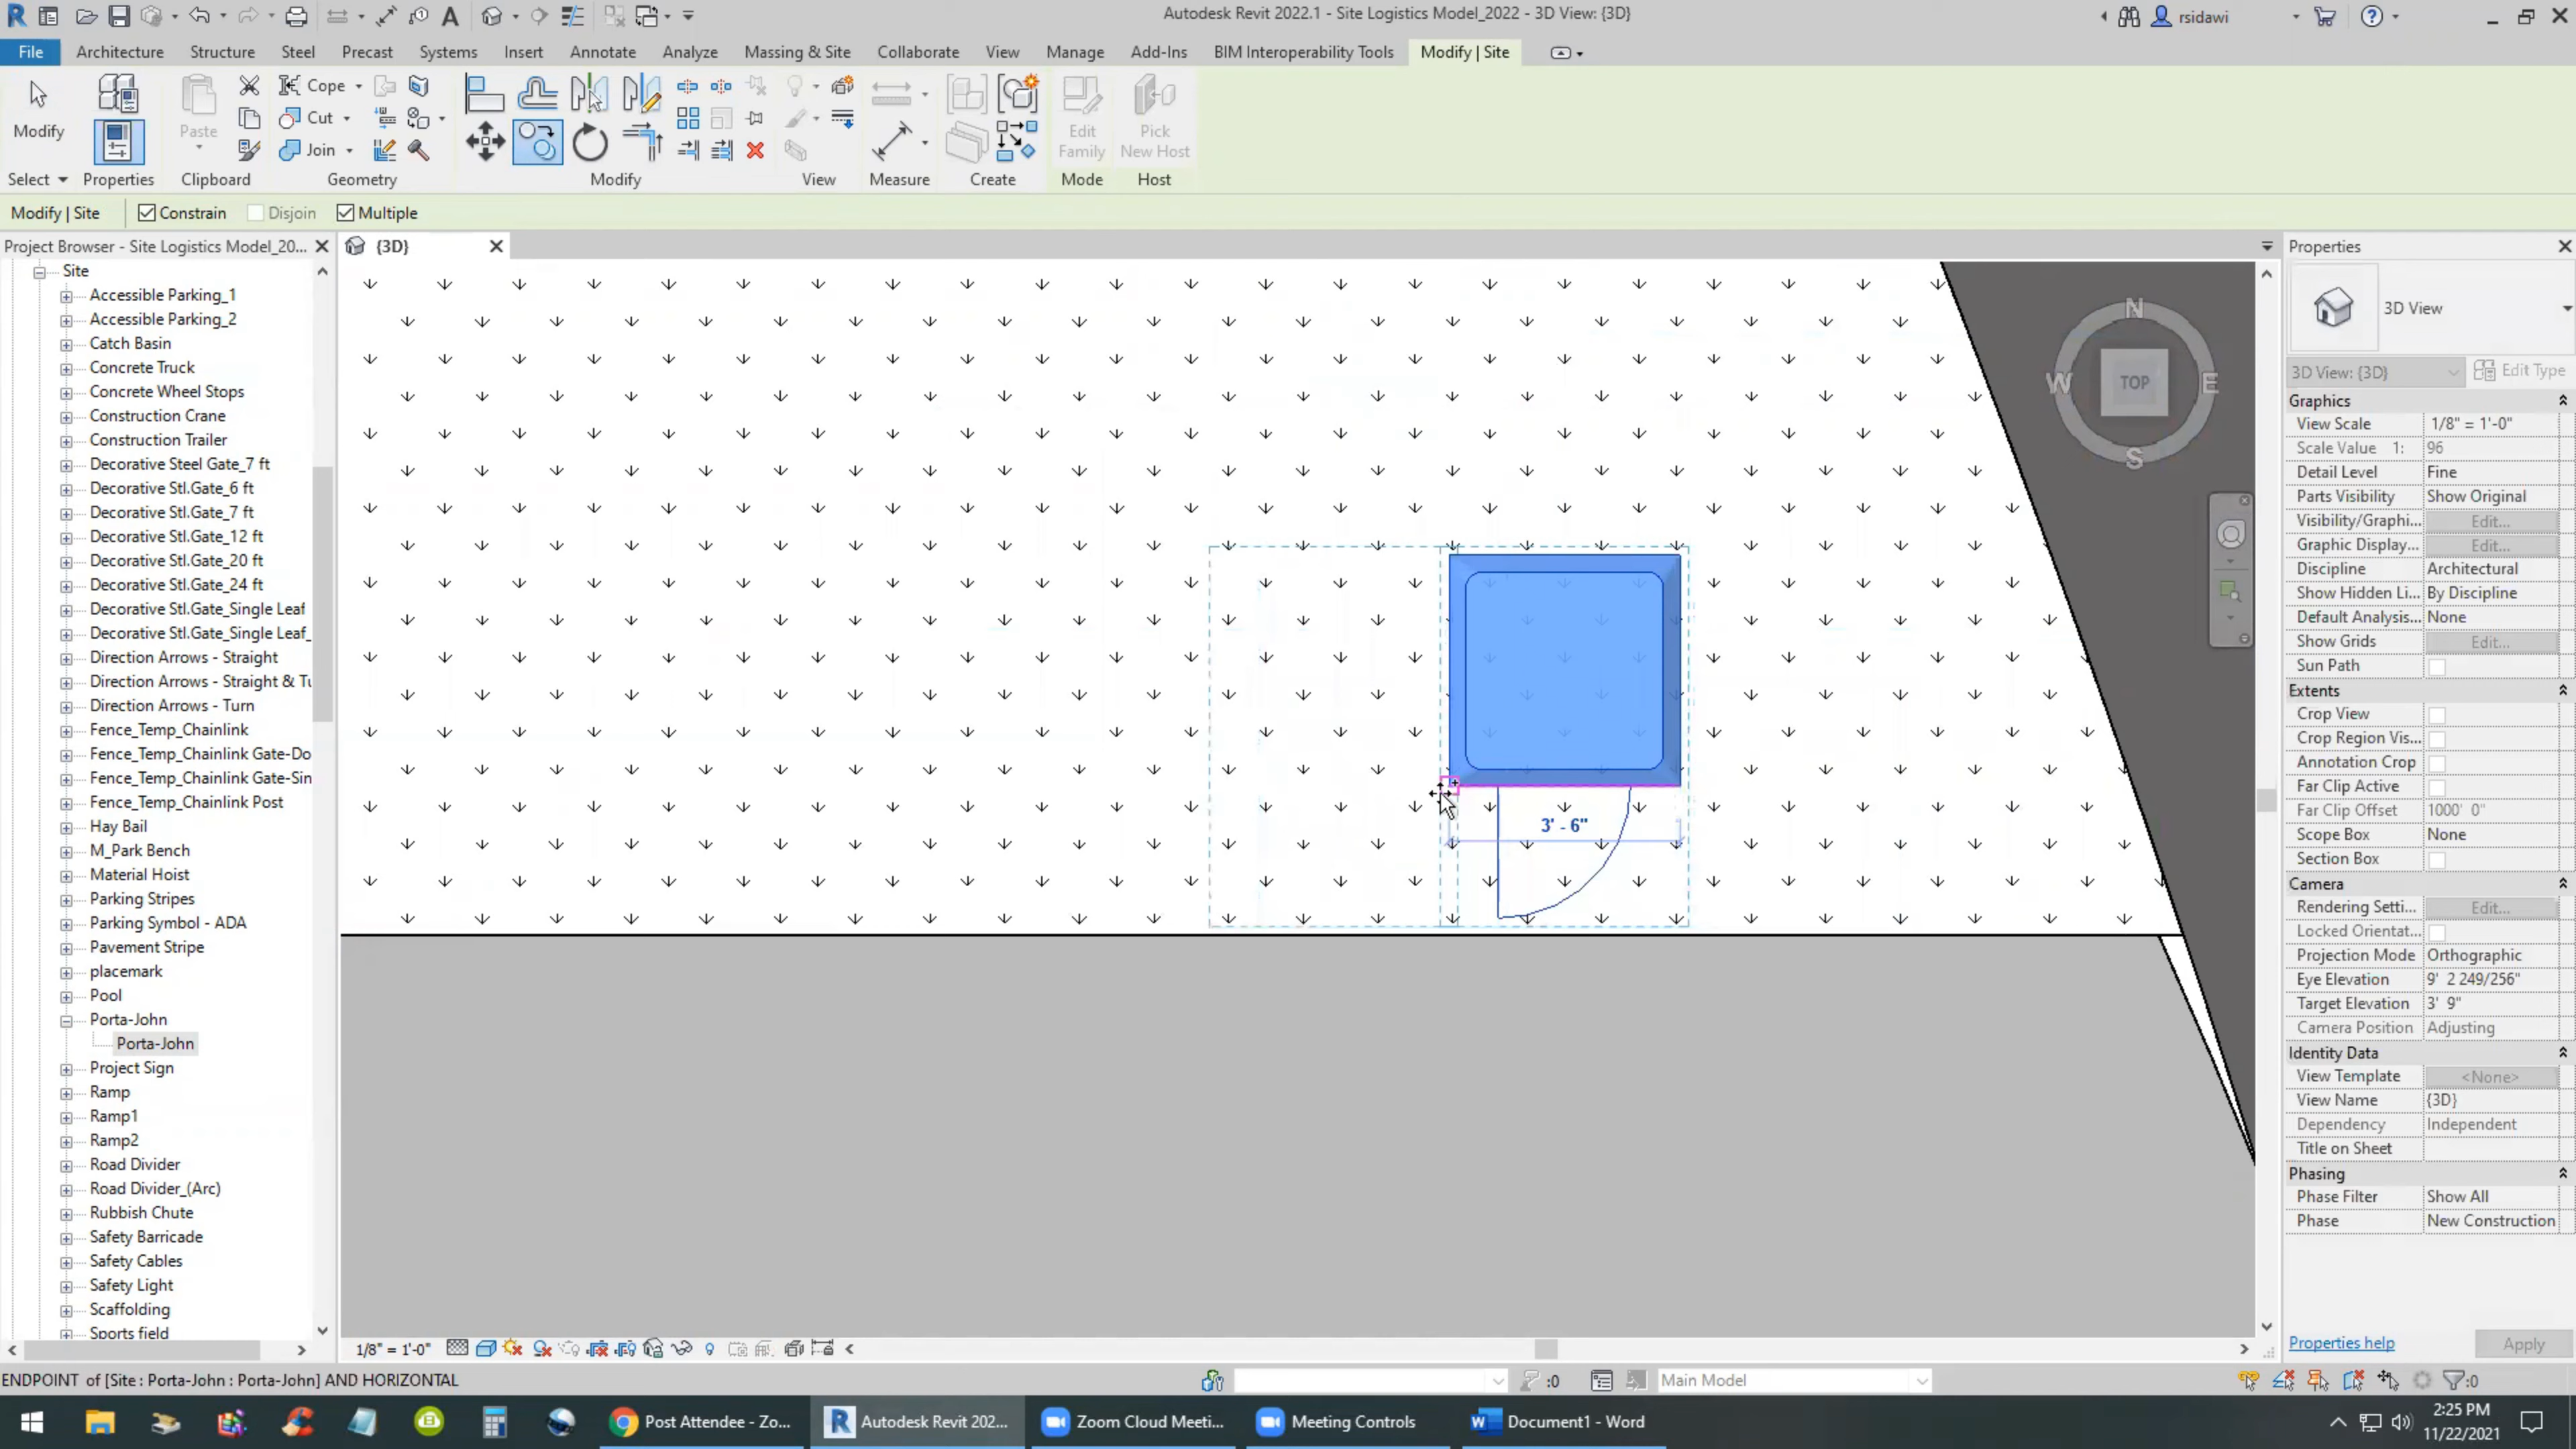 Autodesk Revit 2022.1 - Site Logistics Model_2022 - 3D View: {3D}
rsidawi
File Architecture Structure Steel Precast Systems Insert Annotate Analyze Massing & Site Collaborate View Manage Add-Ins BIM Interoperability Tools Modify | Site
Modify
Paste
Cope
Cut
Join
Edit Family
Pick New Host
Select Properties Clipboard Geometry Modify View Measure Create Mode Host
Modify | Site Constrain Disjoin Multiple
Project Browser - Site Logistics Model_20...
{3D}
Properties
Site
Accessible Parking_1
Accessible Parking_2
Catch Basin
Concrete Truck
Concrete Wheel Stops
Construction Crane
Construction Trailer
Decorative Steel Gate_7 ft
Decorative Stl.Gate_6 ft
Decorative Stl.Gate_7 ft
Decorative Stl.Gate_12 ft
Decorative Stl.Gate_20 ft
Decorative Stl.Gate_24 ft
Decorative Stl.Gate_Single Leaf
Decorative Stl.Gate_Single Leaf_
Direction Arrows - Straight
Direction Arrows - Straight & Tu
Direction Arrows - Turn
Fence_Temp_Chainlink
Fence_Temp_Chainlink Gate-Do
Fence_Temp_Chainlink Gate-Sin
Fence_Temp_Chainlink Post
Hay Bail
M_Park Bench
Material Hoist
Parking Stripes
Parking Symbol - ADA
Pavement Stripe
placemark
Pool
Porta-John
Porta-John
Project Sign
Ramp
Ramp1
Ramp2
Road Divider
Road Divider_(Arc)
Rubbish Chute
Safety Barricade
Safety Cables
Safety Light
Scaffolding
Sports field
N
W TOP E
S
3' - 6"
3D View
3D View: {3D} Edit Type
Graphics
View Scale 1/8" = 1'-0"
Scale Value 1: 96
Detail Level Fine
Parts Visibility Show Original
Visibility/Graphi... Edit...
Graphic Display... Edit...
Discipline Architectural
Show Hidden Li... By Discipline
Default Analysis... None
Show Grids Edit...
Sun Path
Extents
Crop View
Crop Region Vis...
Annotation Crop
Far Clip Active
Far Clip Offset 1000' 0"
Scope Box None
Section Box
Camera
Rendering Setti... Edit...
Locked Orientat...
Projection Mode Orthographic
Eye Elevation 9' 2 249/256"
Target Elevation 3' 9"
Camera Position Adjusting
Identity Data
View Template <None>
View Name {3D}
Dependency Independent
Title on Sheet
Phasing
Phase Filter Show All
Phase New Construction
Properties help Apply
1/8" = 1'-0"
ENDPOINT of [Site : Porta-John : Porta-John] AND HORIZONTAL
:0
Main Model
:0
Post Attendee - Zo...
Autodesk Revit 202...
Zoom Cloud Meeti...
Meeting Controls
Document1 - Word
2:25 PM
11/22/2021